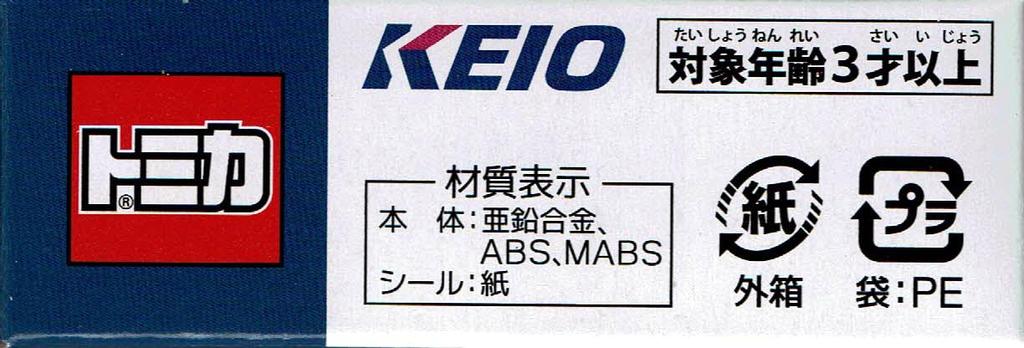 トミカ®
KEIO
たいしょうねんれい さいいじょう
対象年齢3才以上
材質表示
本 体:亜鉛合金、
ABS、MABS
シール:紙
紙
外箱
プラ
袋:PE